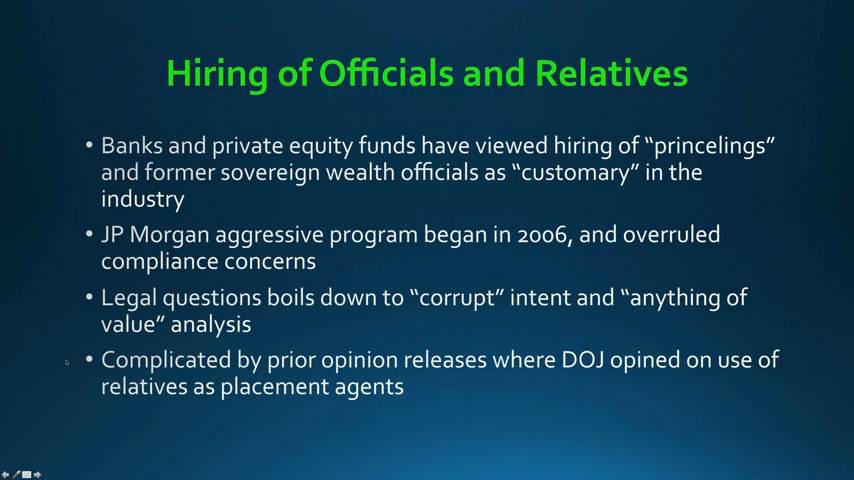 Hiring of Officials and Relatives
• Banks and private equity funds have viewed hiring of “princelings”
and former sovereign wealth officials as “customary” in the
industry
• JP Morgan aggressive program began in 2006, and overruled
compliance concerns
• Legal questions boils down to “corrupt” intent and “anything of
value” analysis
• Complicated by prior opinion releases where DOJ opined on use of
relatives as placement agents